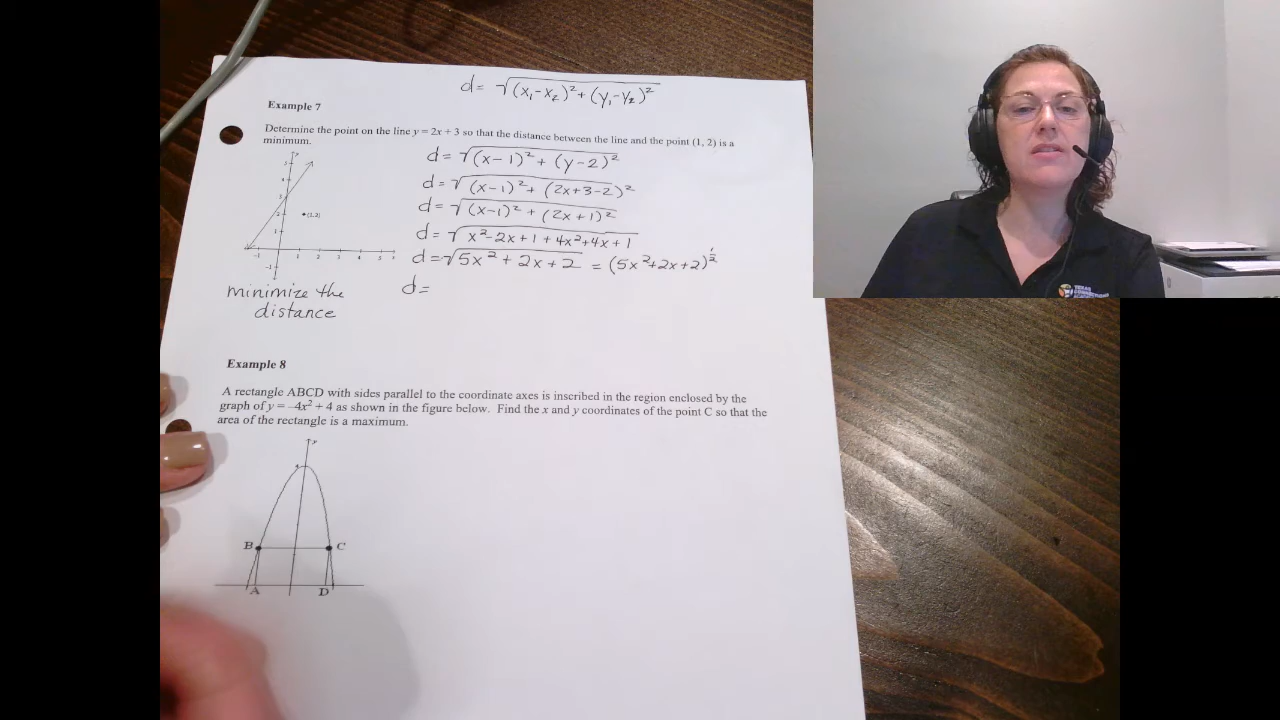 d = √(x₁-x₂)² + (y₁-y₂)²
Example 7
Determine the point on the line y = 2x + 3 so that the distance between the line and the point (1, 2) is a
minimum.
d = √(x-1)² + (y-2)²
d = √(x-1)² + (2x+3-2)²
d = √(x-1)² + (2x+1)²
d = √x²-2x+1+4x²+4x+1
d = √5x²+2x+2 = (5x²+2x+2)^½
d =
(1,2)
minimize the
distance
Example 8
A rectangle ABCD with sides parallel to the coordinate axes is inscribed in the region enclosed by the
graph of y = -4x² + 4 as shown in the figure below. Find the x and y coordinates of the point C so that the
area of the rectangle is a maximum.
y
4
B C
A D
TEXAS
CONNECTIONS